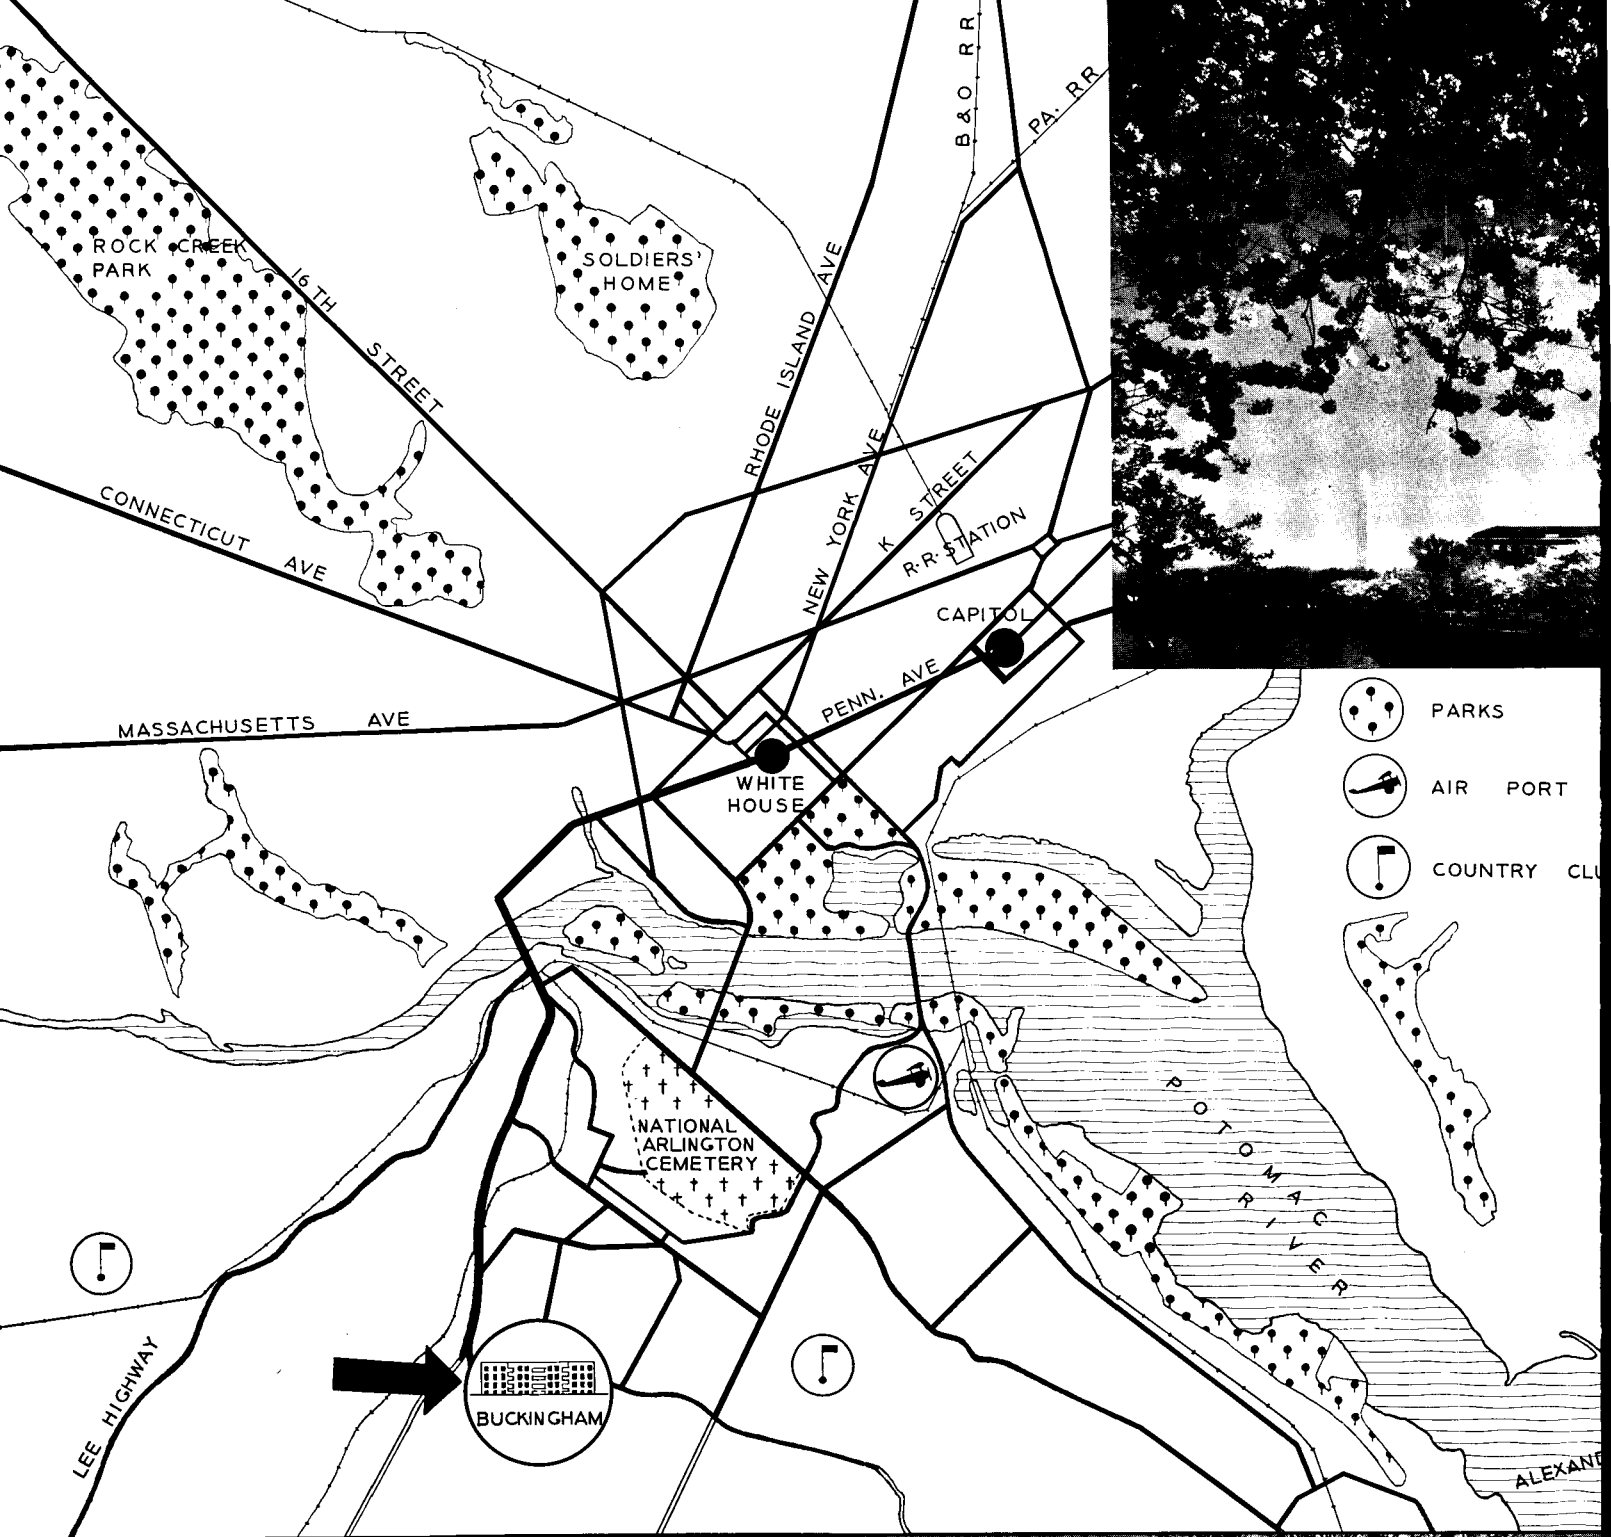 B&O RR
PA. RR
ROCK CREEK
PARK
16TH STREET
SOLDIERS'
HOME
RHODE ISLAND AVE
NEW YORK AVE
K STREET
R·R·STATION
CONNECTICUT AVE
CAPITOL
PENN. AVE
MASSACHUSETTS AVE
WHITE
HOUSE
PARKS
AIR PORT
COUNTRY CLU
NATIONAL
ARLINGTON
CEMETERY
POTOMAC
RIVER
LEE HIGHWAY
BUCKINGHAM
ALEXAND